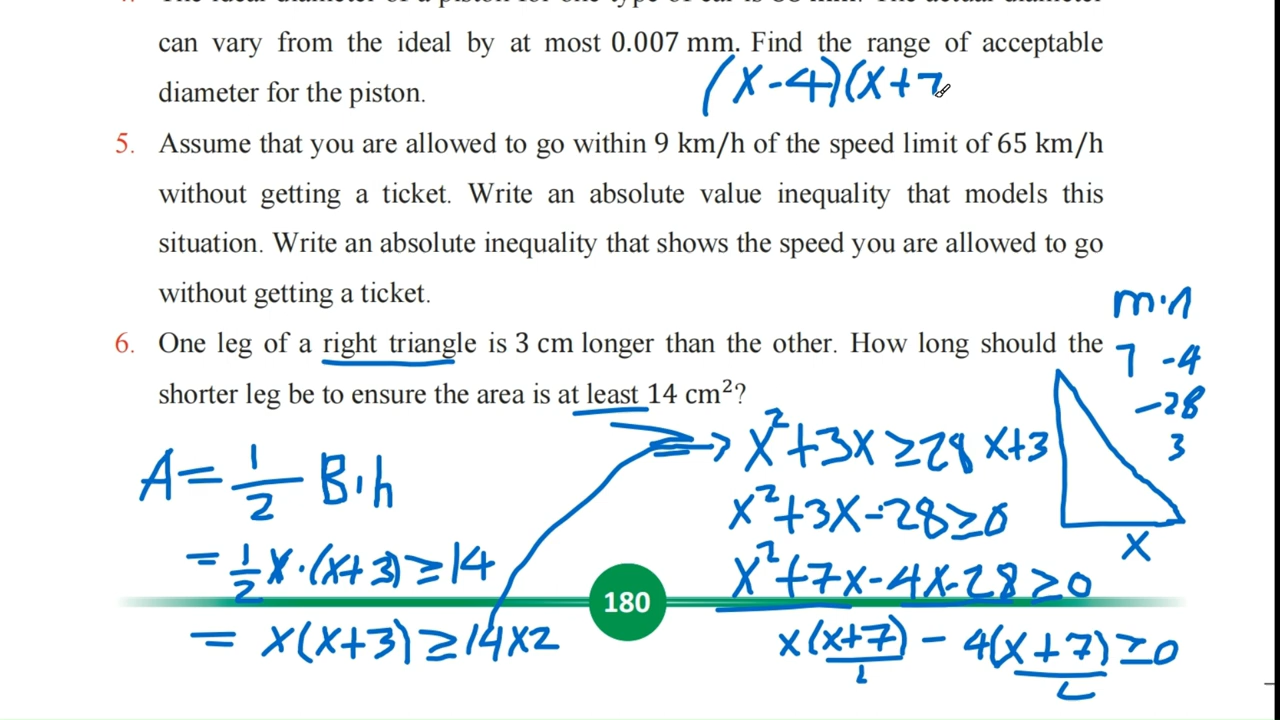 can vary from the ideal by at most 0.007 mm. Find the range of acceptable
diameter for the piston.
(x-4)(x+7
5. Assume that you are allowed to go within 9 km/h of the speed limit of 65 km/h
without getting a ticket. Write an absolute value inequality that models this
situation. Write an absolute inequality that shows the speed you are allowed to go
without getting a ticket.
m·n
6. One leg of a right triangle is 3 cm longer than the other. How long should the
7 -4
shorter leg be to ensure the area is at least 14 cm²?
-28
3
x²+3x≥28
x+3
A=1/2 B·h
x²+3x-28≥0
x
=1/2 x·(x+3)≥14
x²+7x-4x-28≥0
180
= x(x+3)≥14x2
x(x+7) - 4(x+7)≥0